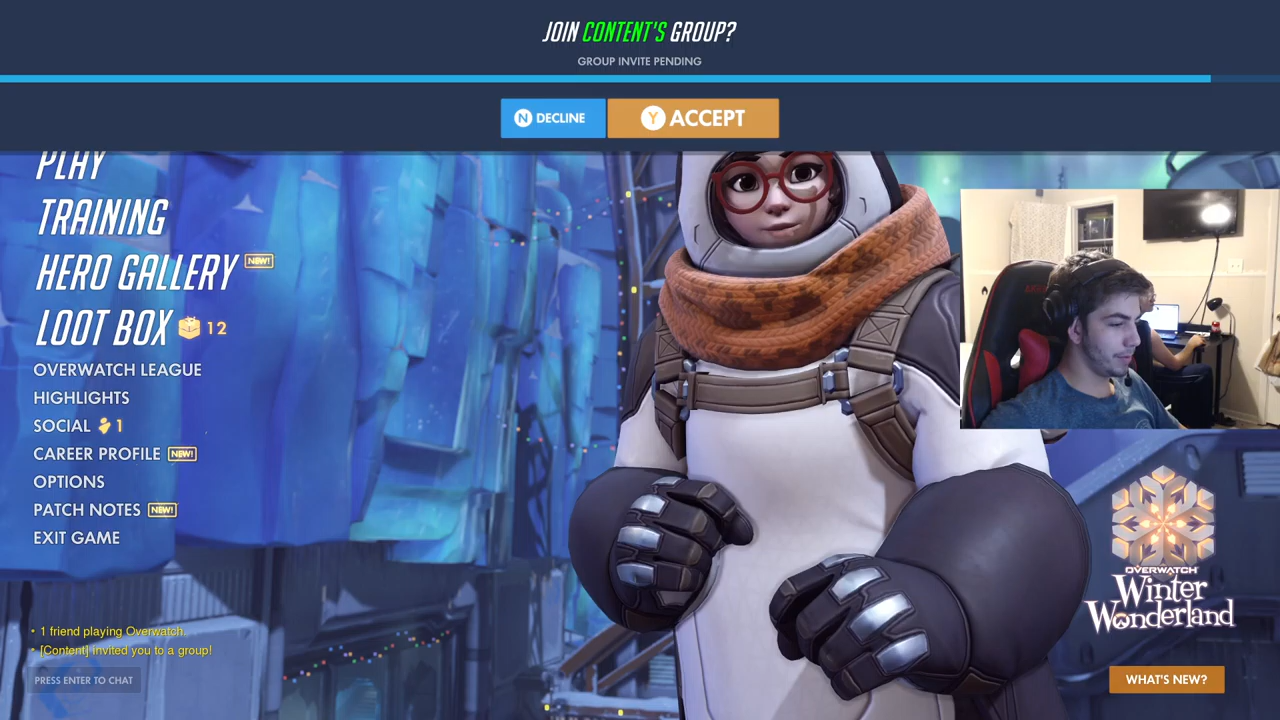 JOIN CONTENT'S GROUP?
GROUP INVITE PENDING
N DECLINE
Y ACCEPT
PLAY
TRAINING
HERO GALLERY NEW!
LOOT BOX 12
OVERWATCH LEAGUE
HIGHLIGHTS
SOCIAL 1
CAREER PROFILE NEW!
OPTIONS
PATCH NOTES NEW!
EXIT GAME
• 1 friend playing Overwatch.
• [Content] invited you to a group!
PRESS ENTER TO CHAT
OVERWATCH
Winter
Wonderland
WHAT'S NEW?